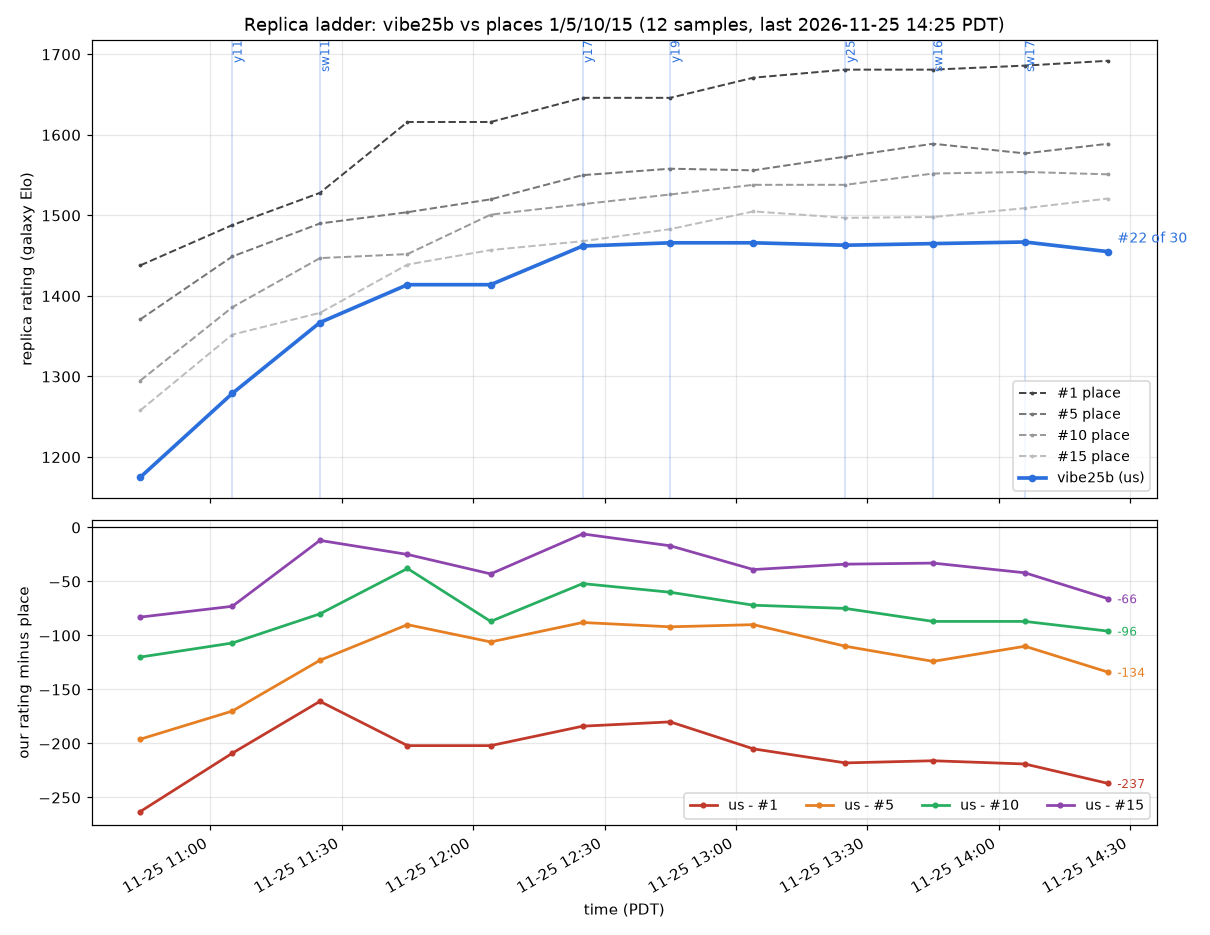 Replica ladder: vibe25b vs places 1/5/10/15 (12 samples, last 2026-11-25 14:25 PDT)
y11
sw11
y17
y19
y25
sw16
sw17
1700
1600
1500
1400
1300
1200
replica rating (galaxy Elo)
#22 of 30
#1 place
#5 place
#10 place
#15 place
vibe25b (us)
0
−50
−100
−150
−200
−250
our rating minus place
-66
-96
-134
-237
us - #1
us - #5
us - #10
us - #15
11-25 11:00
11-25 11:30
11-25 12:00
11-25 12:30
11-25 13:00
11-25 13:30
11-25 14:00
11-25 14:30
time (PDT)